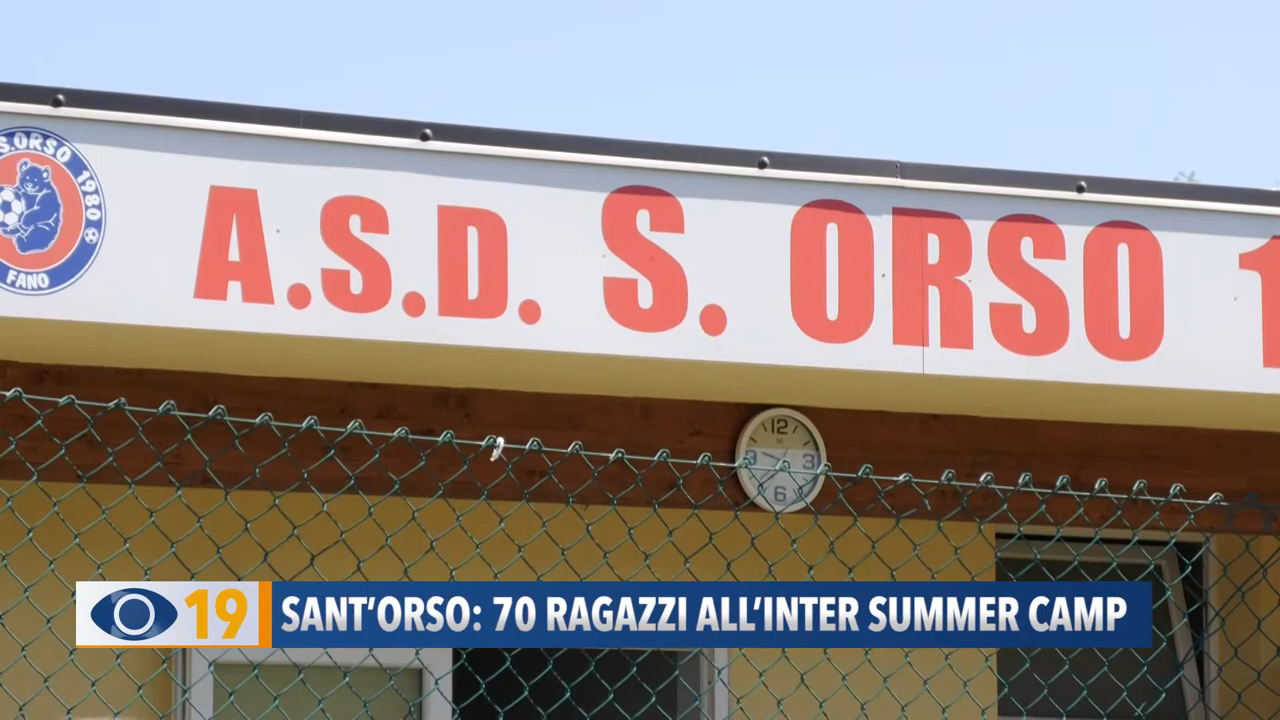 S.ORSO 1980
FANO
A.S.D. S. ORSO 1
12
9 3
6
19 SANT'ORSO: 70 RAGAZZI ALL'INTER SUMMER CAMP